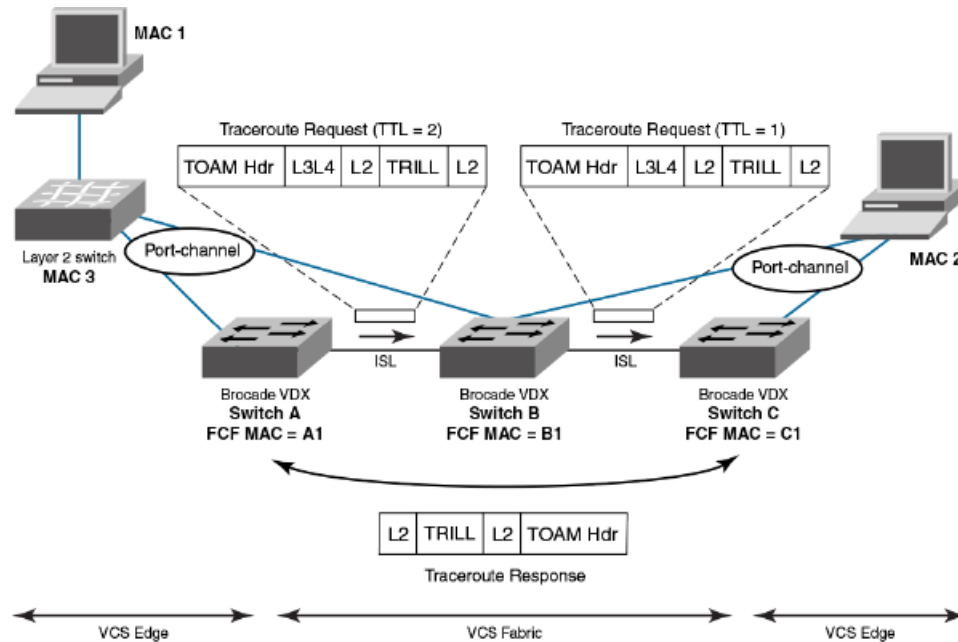 MAC 1
Traceroute Request (TTL = 2)
TOAM Hdr L3L4 L2 TRILL L2
Traceroute Request (TTL = 1)
TOAM Hdr L3L4 L2 TRILL L2
Layer 2 switch
MAC 3
Port-channel
Port-channel
MAC 2
ISL
ISL
Brocade VDX
Switch A
FCF MAC = A1
Brocade VDX
Switch B
FCF MAC = B1
Brocade VDX
Switch C
FCF MAC = C1
L2 TRILL L2 TOAM Hdr
Traceroute Response
VCS Edge
VCS Fabric
VCS Edge